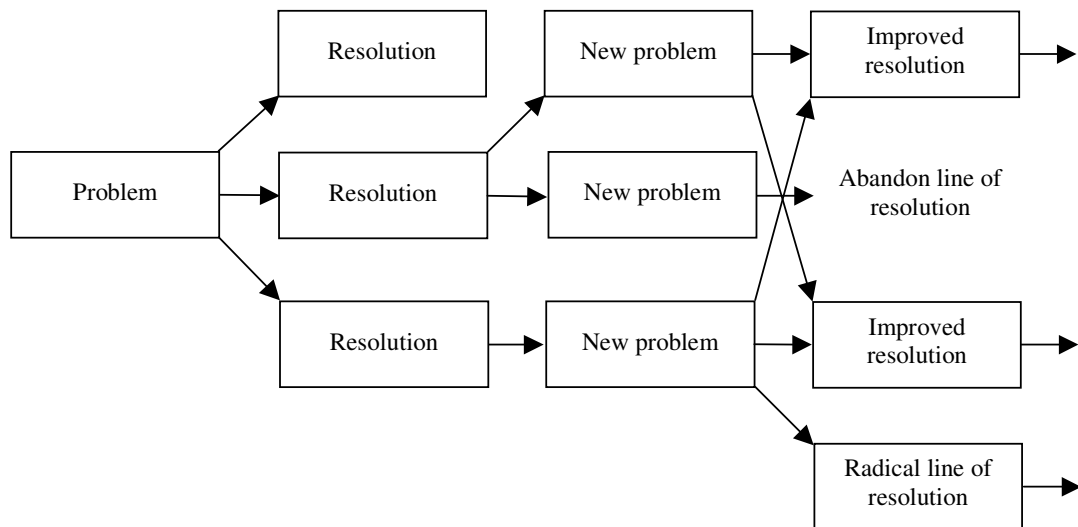 Resolution
New problem
Improved
resolution
Problem
Resolution
New problem
Abandon line of
resolution
Resolution
New problem
Improved
resolution
Radical line of
resolution